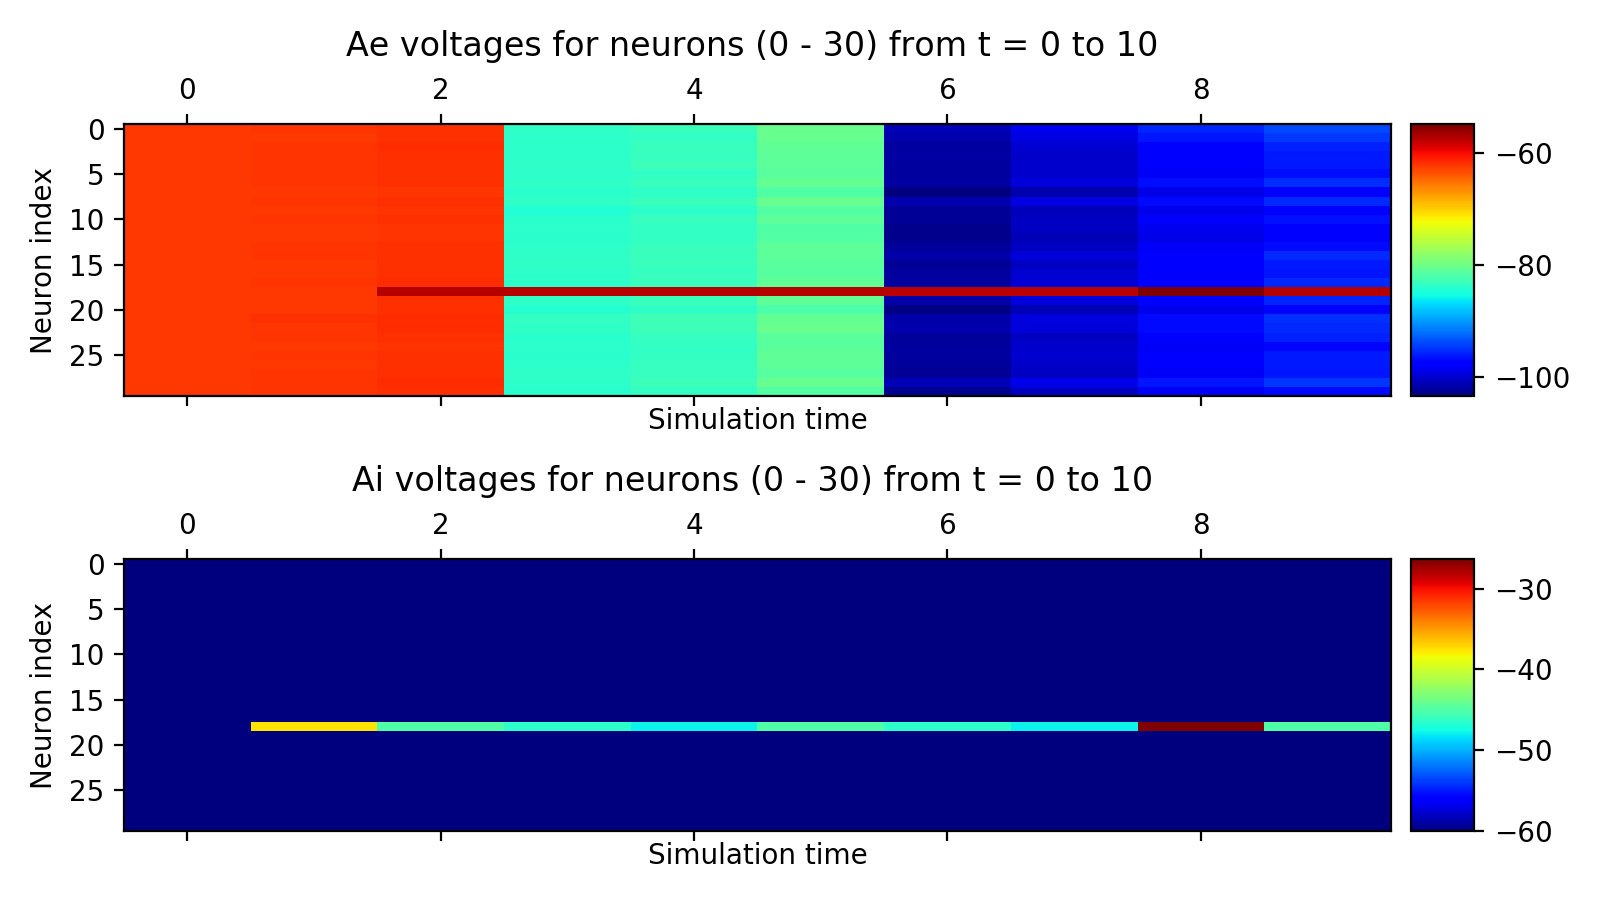 Ae voltages for neurons (0 - 30) from t = 0 to 10
0 2 4 6 8
0
5
10
15
20
25
Neuron index
Simulation time
−60
−80
−100
Ai voltages for neurons (0 - 30) from t = 0 to 10
0 2 4 6 8
0
5
10
15
20
25
Neuron index
Simulation time
−30
−40
−50
−60